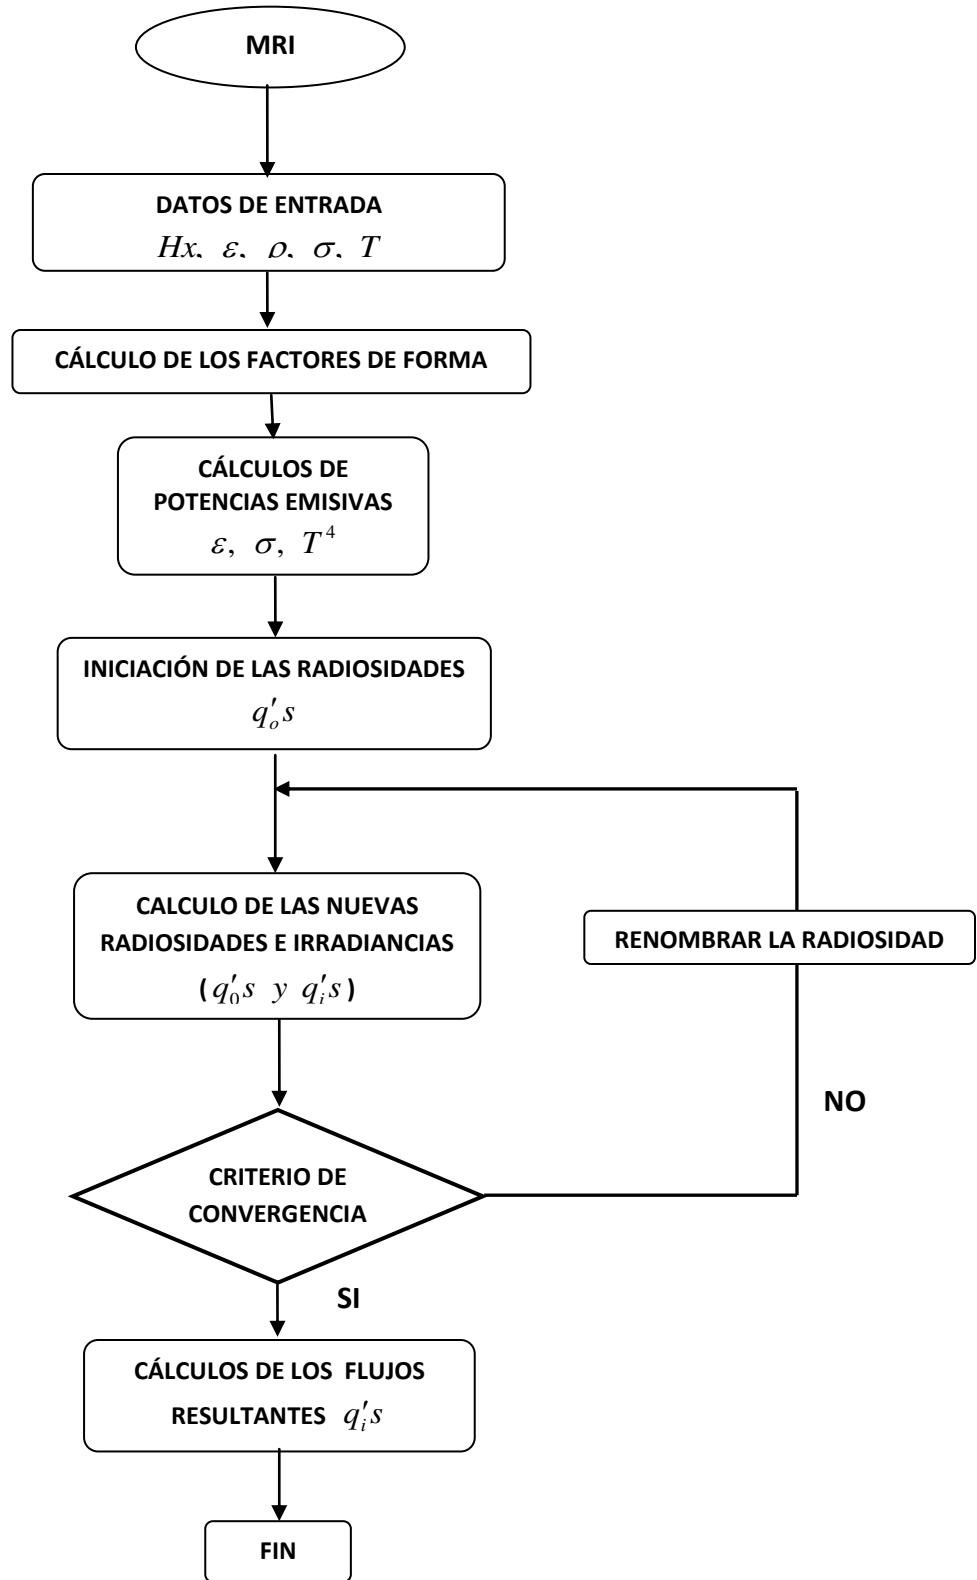 MRI
DATOS DE ENTRADA
Hx, ε, ρ, σ, T
CÁLCULO DE LOS FACTORES DE FORMA
CÁLCULOS DE
POTENCIAS EMISIVAS
ε, σ, T⁴
INICIACIÓN DE LAS RADIOSIDADES
q'ₒs
CALCULO DE LAS NUEVAS
RADIOSIDADES E IRRADIANCIAS
(q'₀s y q'ᵢs)
RENOMBRAR LA RADIOSIDAD
NO
CRITERIO DE
CONVERGENCIA
SI
CÁLCULOS DE LOS FLUJOS
RESULTANTES q'ᵢs
FIN